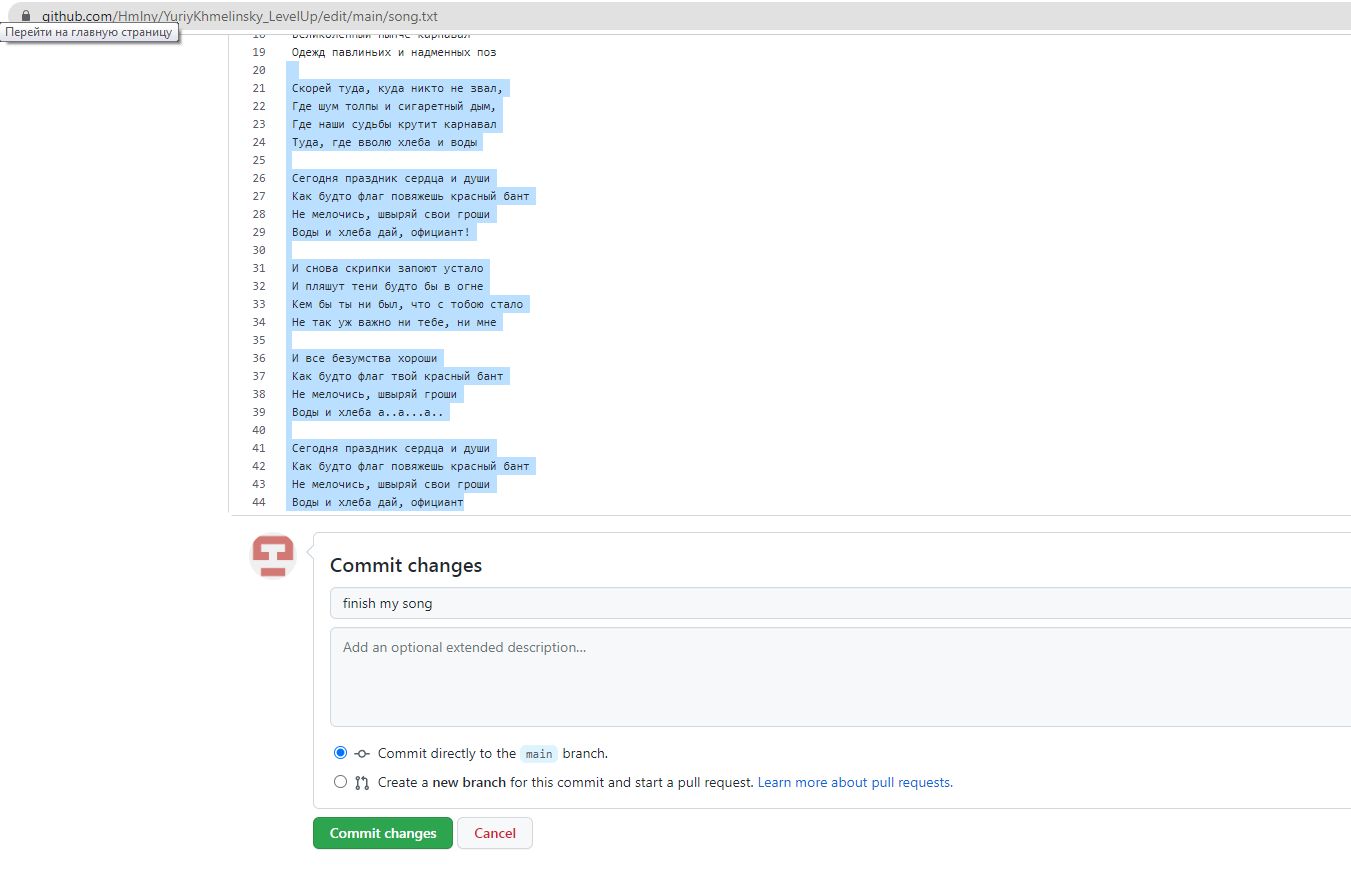 github.com/HmIny/YuriyKhmelinsky_LevelUp/edit/main/song.txt
Перейти на главную страницу
18 Великолепный нынче карнавал
19 Одежд павлиньих и надменных поз
20
21 Скорей туда, куда никто не звал,
22 Где шум толпы и сигаретный дым,
23 Где наши судьбы крутит карнавал
24 Туда, где вволю хлеба и воды
25
26 Сегодня праздник сердца и души
27 Как будто флаг повяжешь красный бант
28 Не мелочись, швыряй свои гроши
29 Воды и хлеба дай, официант!
30
31 И снова скрипки запоют устало
32 И пляшут тени будто бы в огне
33 Кем бы ты ни был, что с тобою стало
34 Не так уж важно ни тебе, ни мне
35
36 И все безумства хороши
37 Как будто флаг твой красный бант
38 Не мелочись, швыряй гроши
39 Воды и хлеба а..а...а..
40
41 Сегодня праздник сердца и души
42 Как будто флаг повяжешь красный бант
43 Не мелочись, швыряй свои гроши
44 Воды и хлеба дай, официант
Commit changes
finish my song
Add an optional extended description...
Commit directly to the main branch.
Create a new branch for this commit and start a pull request. Learn more about pull requests.
Commit changes Cancel